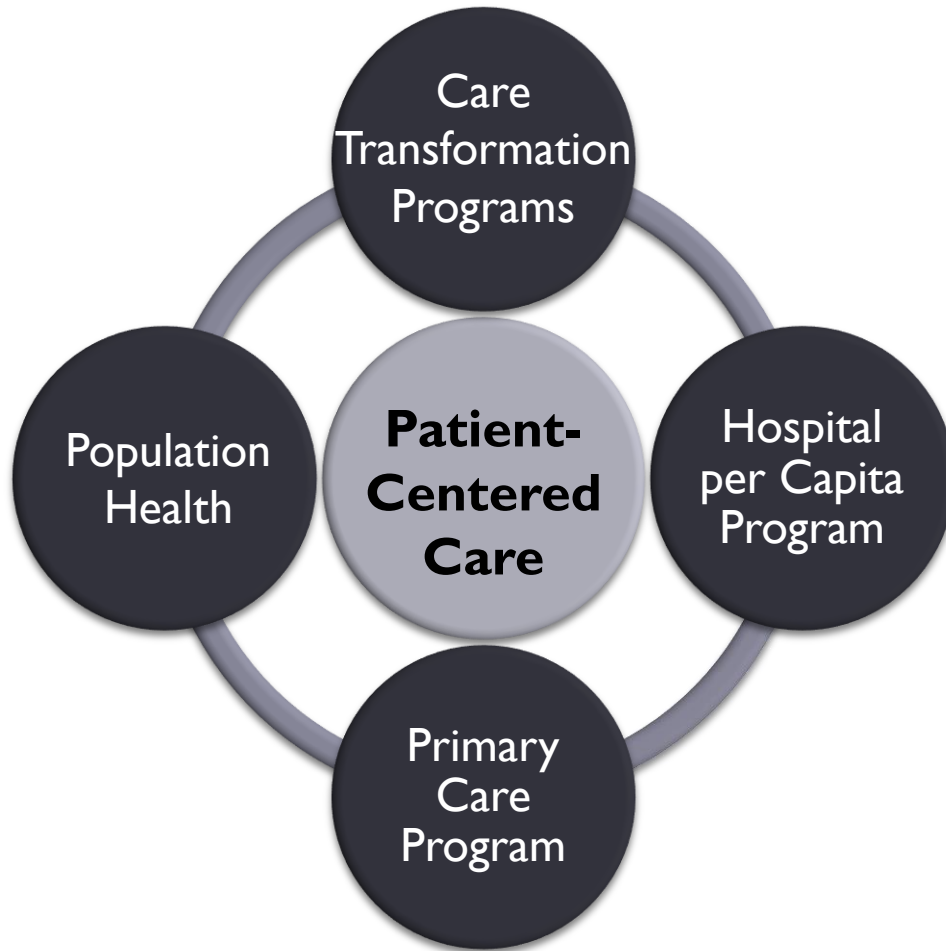 Care
Transformation
Programs
Population
Health
Patient-
Centered
Care
Hospital
per Capita
Program
Primary
Care
Program